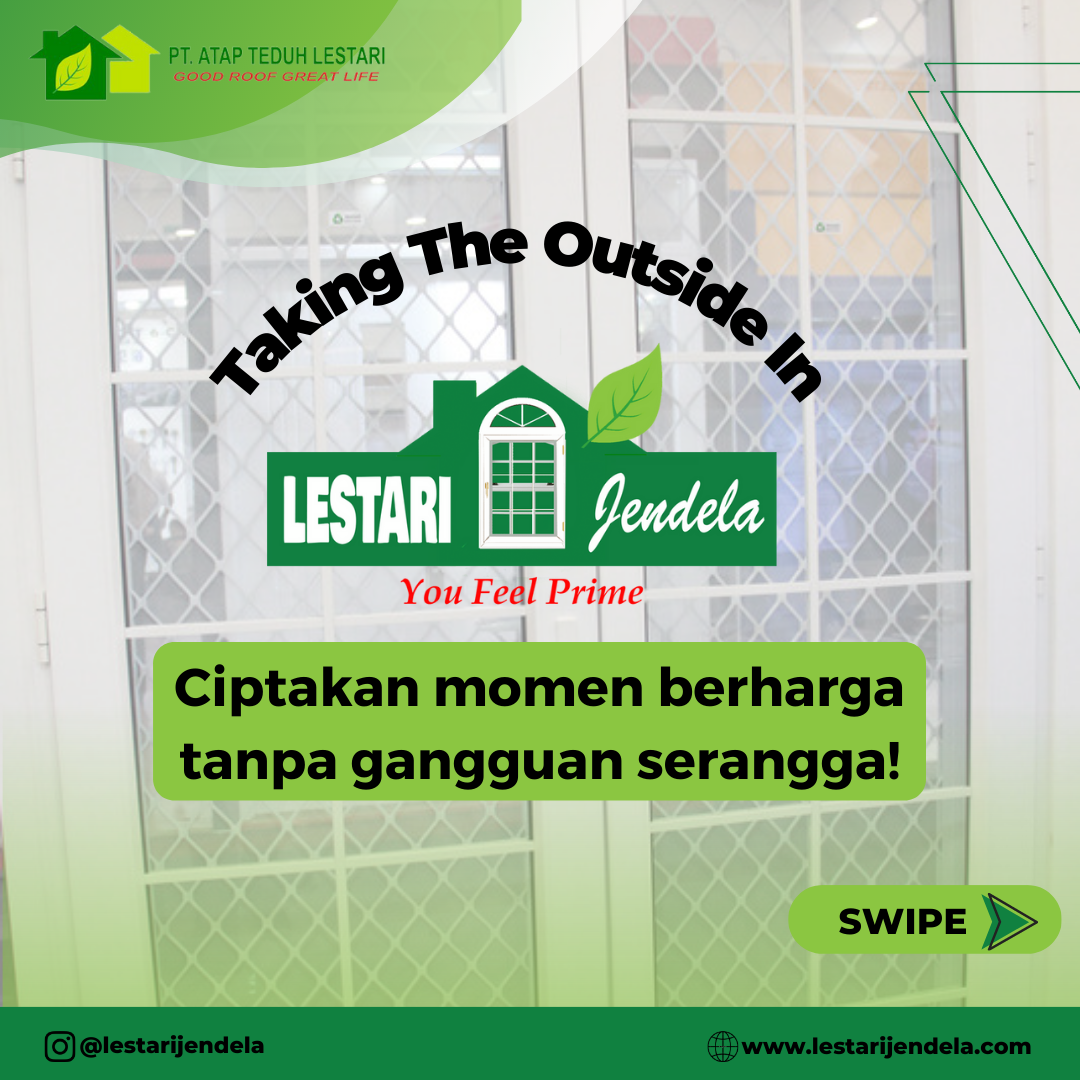 PT. ATAP TEDUH LESTARI
GOOD ROOF GREAT LIFE
Taking The Outside In
LESTARI Jendela
You Feel Prime
Ciptakan momen berharga
tanpa gangguan serangga!
SWIPE
@lestarijendela
www.lestarijendela.com